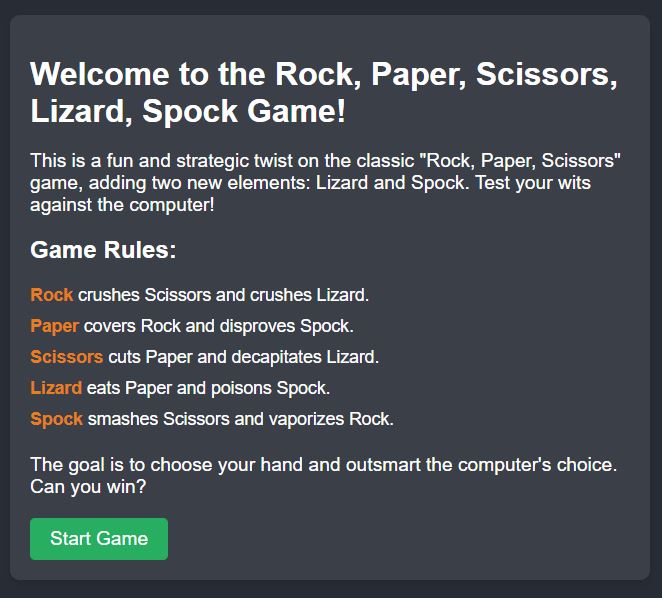 Welcome to the Rock, Paper, Scissors,
Lizard, Spock Game!
This is a fun and strategic twist on the classic "Rock, Paper, Scissors"
game, adding two new elements: Lizard and Spock. Test your wits
against the computer!
Game Rules:
Rock crushes Scissors and crushes Lizard.
Paper covers Rock and disproves Spock.
Scissors cuts Paper and decapitates Lizard.
Lizard eats Paper and poisons Spock.
Spock smashes Scissors and vaporizes Rock.
The goal is to choose your hand and outsmart the computer's choice.
Can you win?
Start Game